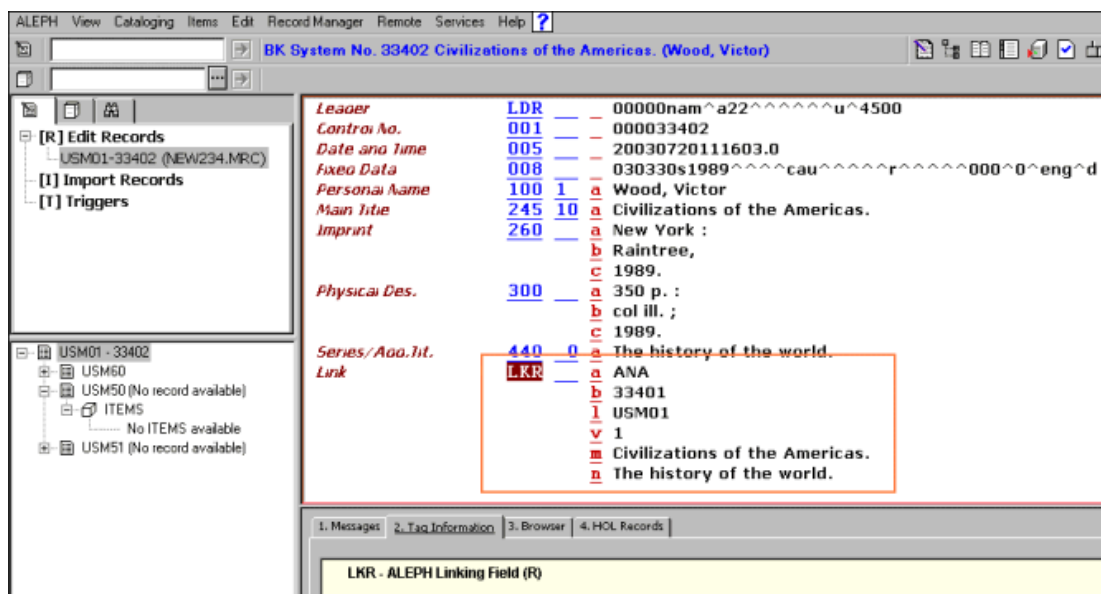 ALEPH View Cataloging Items Edit Record Manager Remote Services Help ?
BK System No. 33402 Civilizations of the Americas. (Wood, Victor)
...
[R] Edit Records
USM01-33402 (NEW234.MRC)
[I] Import Records
[T] Triggers
Leader LDR 00000nam^a22^^^^^^u^4500
Control No. 001 000033402
Date and Time 005 20030720111603.0
Fixed Data 008 030330s1989^^^^cau^^^^^r^^^^^000^0^eng^d
Personal Name 100 1 a Wood, Victor
Main Title 245 10 a Civilizations of the Americas.
Imprint 260 a New York :
b Raintree,
c 1989.
Physical Des. 300 a 350 p. :
b col ill. ;
c 1989.
Series/Add.Tit. 440 0 a The history of the world.
Link LKR a ANA
b 33401
l USM01
v 1
m Civilizations of the Americas.
n The history of the world.
USM01 - 33402
USM60
USM50 (No record available)
ITEMS
No ITEMS available
USM51 (No record available)
1. Messages 2. Tag Information 3. Browser 4. HOL Records
LKR - ALEPH Linking Field (R)